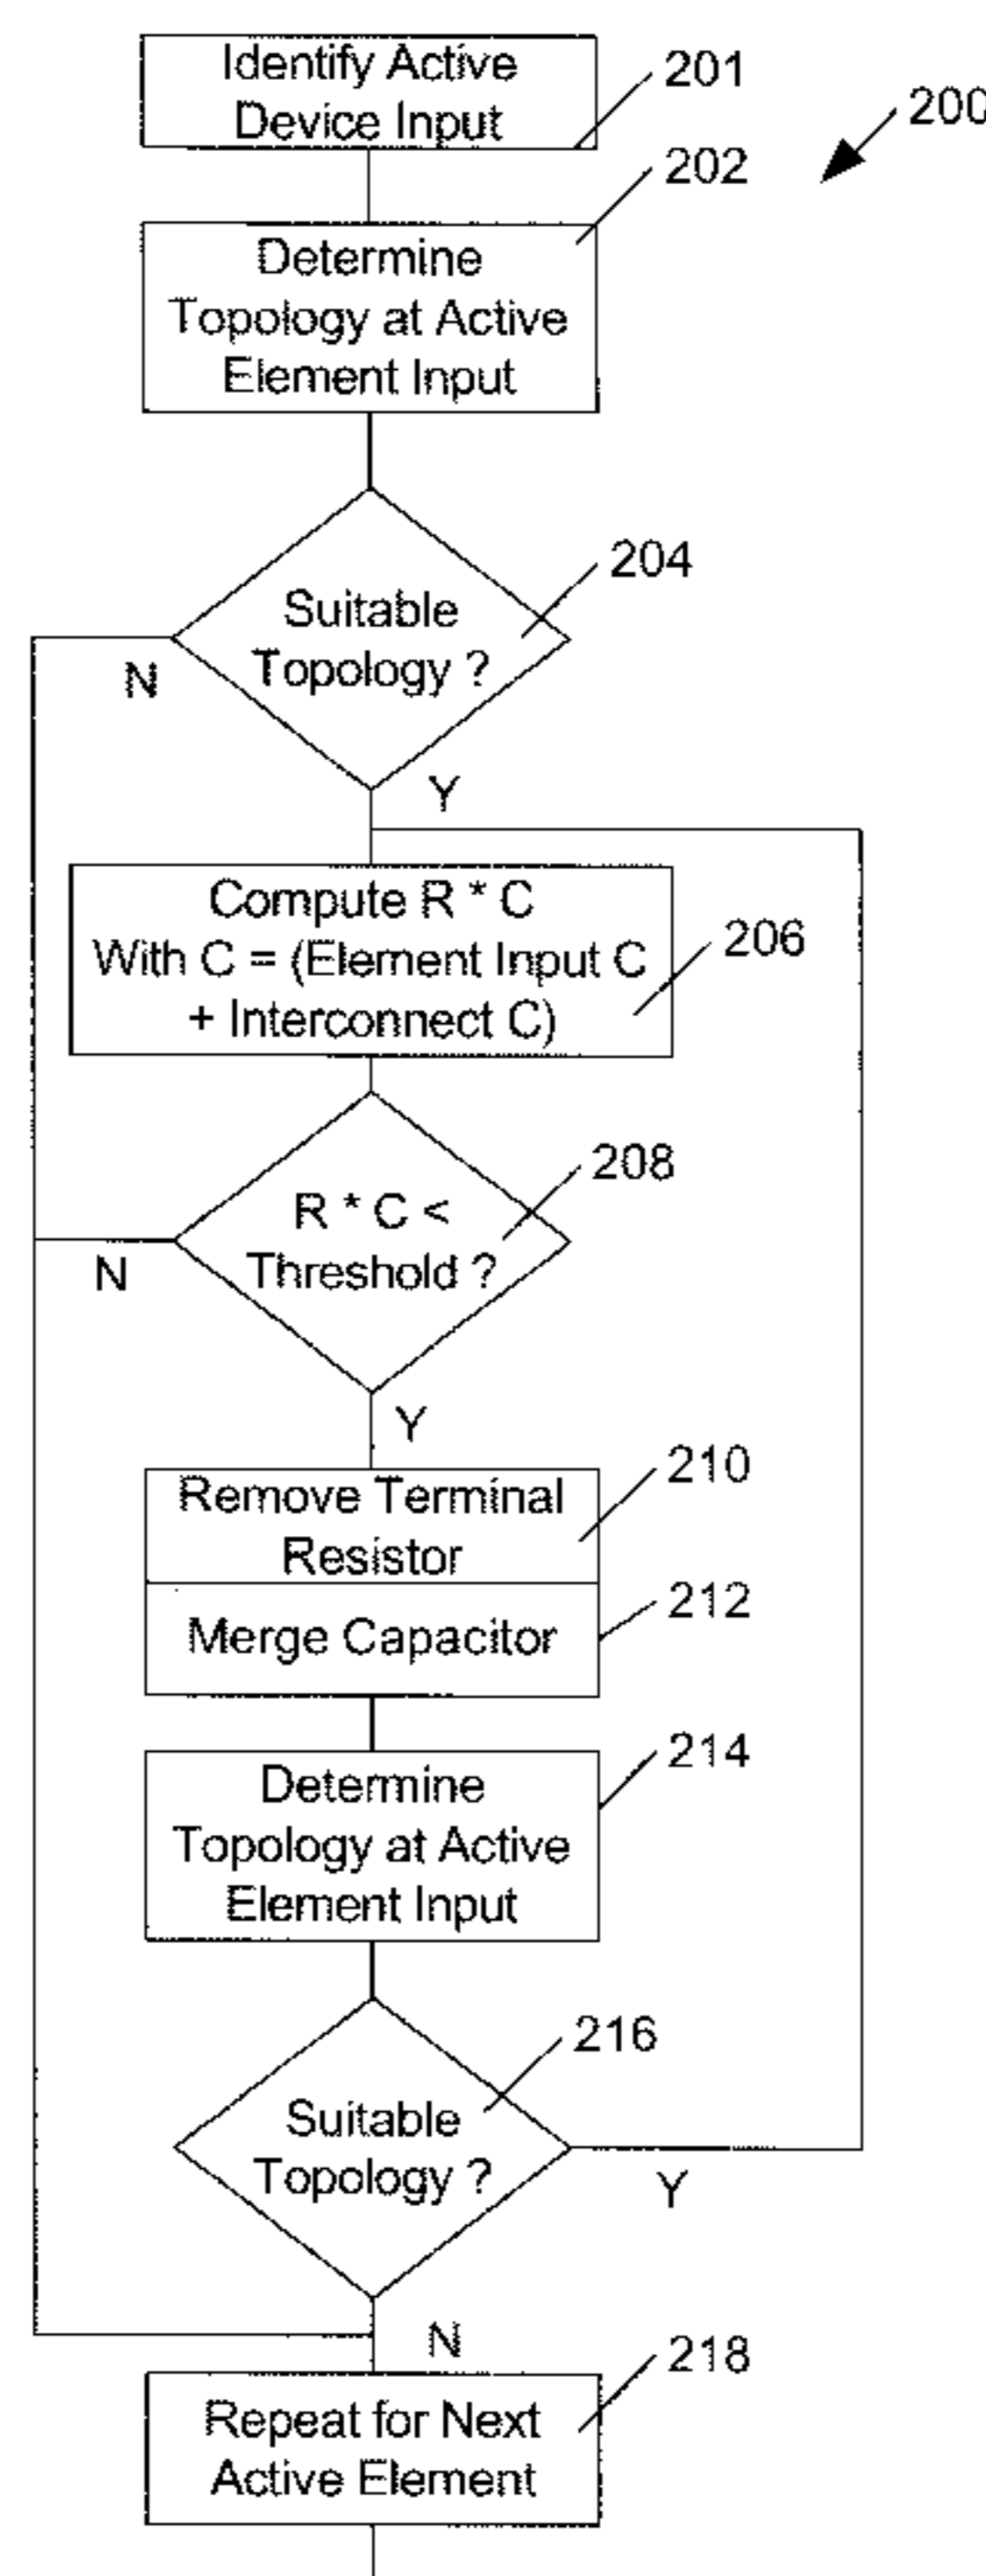 Identify Active
Device Input
201
200
202
Determine
Topology at Active
Element Input
204
Suitable
Topology ?
N
Y
Compute R * C
With C = (Element Input C
+ Interconnect C)
206
208
R * C <
Threshold ?
N
Y
210
Remove Terminal
Resistor
212
Merge Capacitor
214
Determine
Topology at Active
Element Input
216
Suitable
Topology ?
Y
N
218
Repeat for Next
Active Element